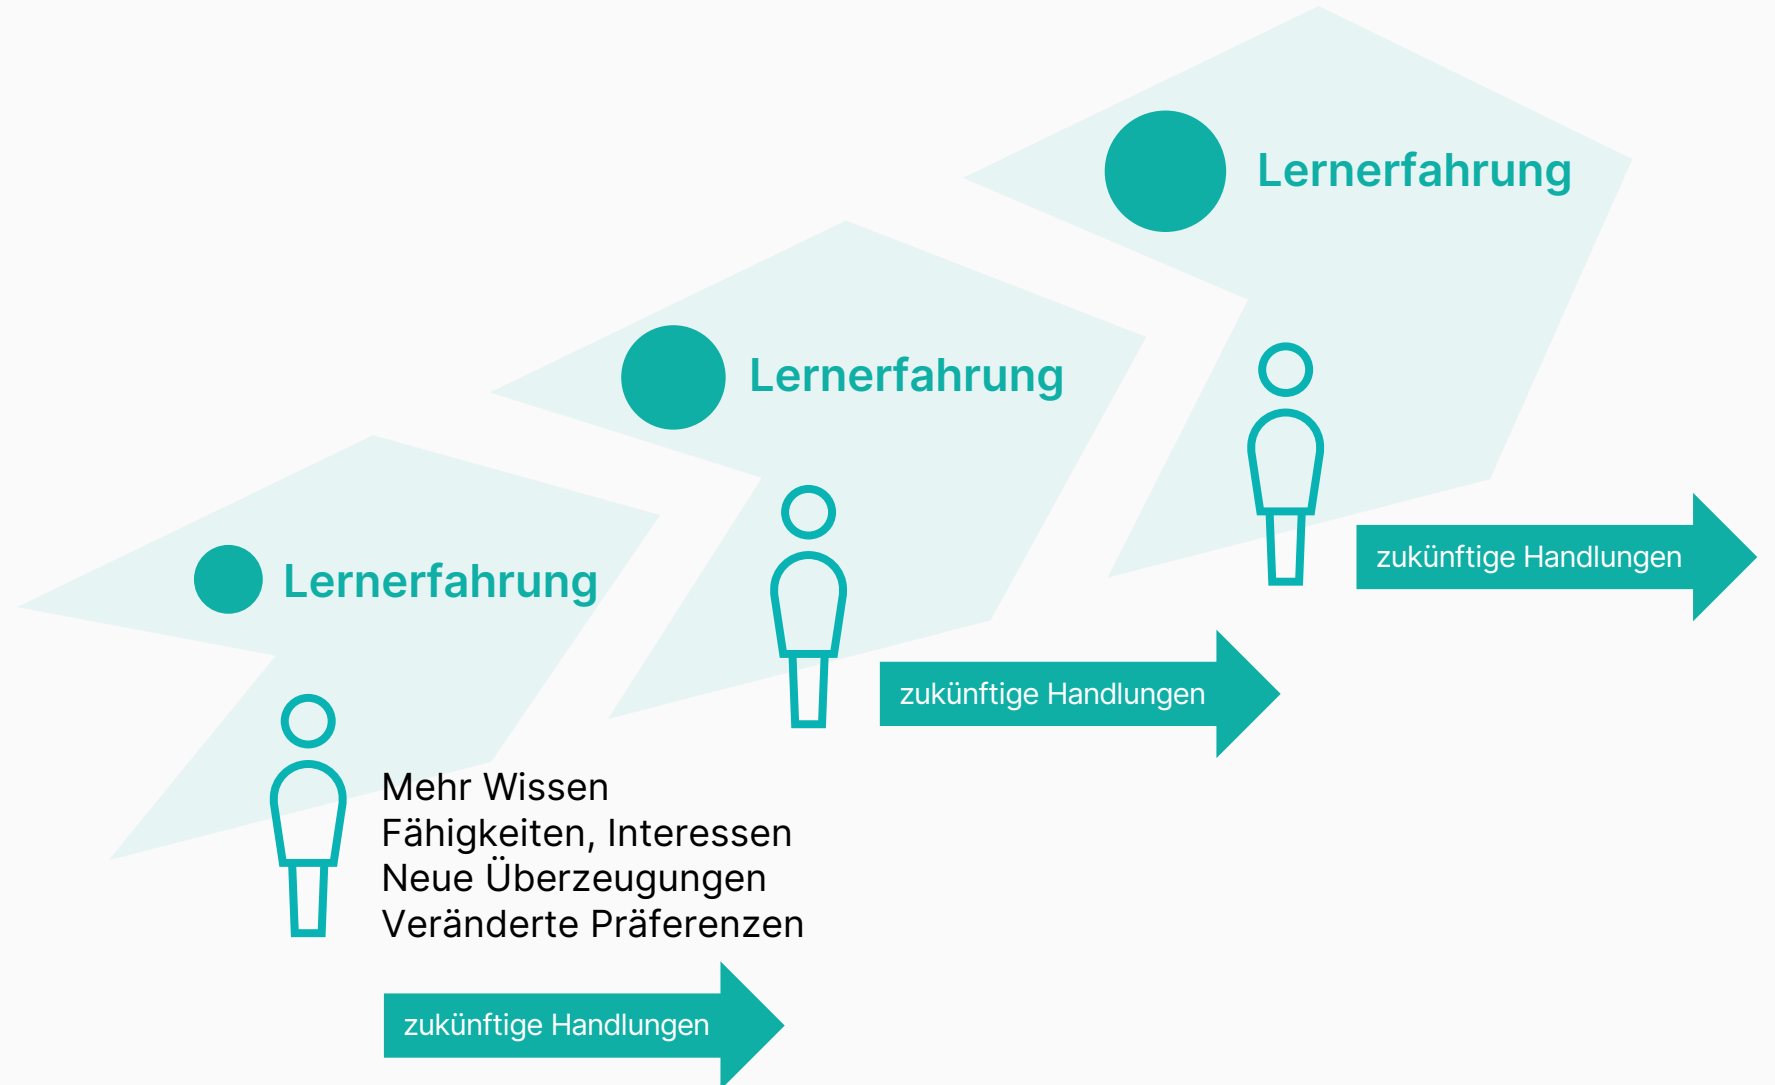 Lernerfahrung
Lernerfahrung
Lernerfahrung
zukünftige Handlungen
zukünftige Handlungen
Mehr Wissen
Fähigkeiten, Interessen
Neue Überzeugungen
Veränderte Präferenzen
zukünftige Handlungen